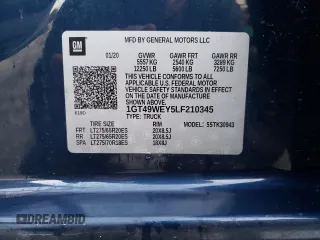 GM
MFD BY GENERAL MOTORS LLC
01/20 GVWR GAWR FRT GAWR RR
5557 KG 2540 KG 3289 KG
12250 LB 5600 LB 7250 LB
THIS VEHICLE CONFORMS TO ALL
APPLICABLE U.S. FEDERAL MOTOR
VEHICLE SAFETY STANDARDS IN
EFFECT ON THE DATE OF
MANUFACTURE SHOWN ABOVE.
1GT49WEY5LF210345
TYPE: TRUCK
TIRE SIZE RIM MODEL: S5TK30943
FRT LT275/65R20ES 20X8.5J
RR LT275/65R20ES 20X8.5J
SPA LT275/70R18ES 18X8J
DREAMBID